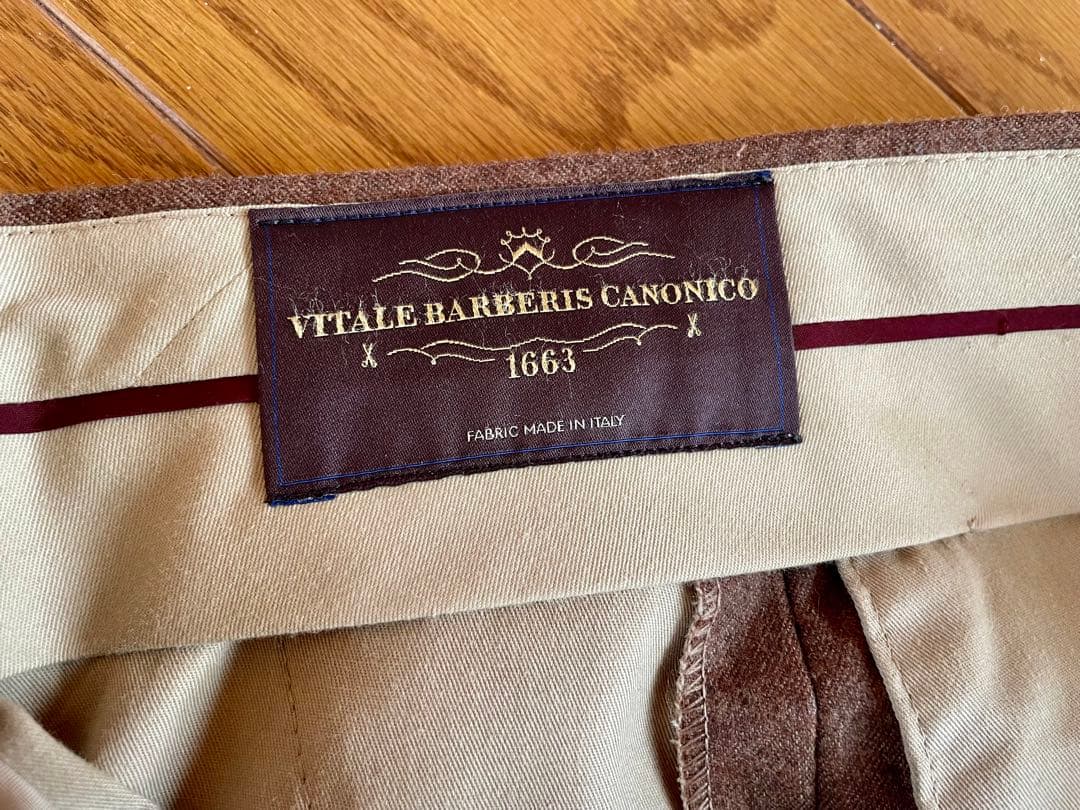 VITALE BARBERIS CANONICO
1663
FABRIC MADE IN ITALY